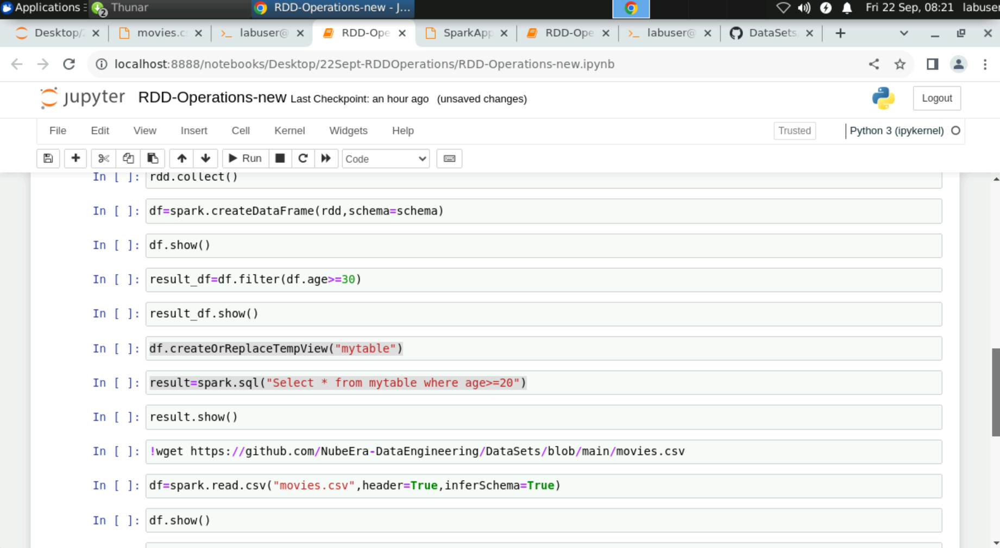 Applications Thunar RDD-Operations-new - J... Fri 22 Sep, 08:21 labuser
2
Desktop/ movies.c labuser@ RDD-Ope SparkApp RDD-Ope labuser@ DataSets
localhost:8888/notebooks/Desktop/22Sept-RDDOperations/RDD-Operations-new.ipynb
jupyter RDD-Operations-new Last Checkpoint: an hour ago (unsaved changes) Logout
File Edit View Insert Cell Kernel Widgets Help Trusted Python 3 (ipykernel)
Run Code
In [ ]: rdd.collect()
In [ ]: df=spark.createDataFrame(rdd,schema=schema)
In [ ]: df.show()
In [ ]: result_df=df.filter(df.age>=30)
In [ ]: result_df.show()
In [ ]: df.createOrReplaceTempView("mytable")
In [ ]: result=spark.sql("Select * from mytable where age>=20")
In [ ]: result.show()
In [ ]: !wget https://github.com/NubeEra-DataEngineering/DataSets/blob/main/movies.csv
In [ ]: df=spark.read.csv("movies.csv",header=True,inferSchema=True)
In [ ]: df.show()